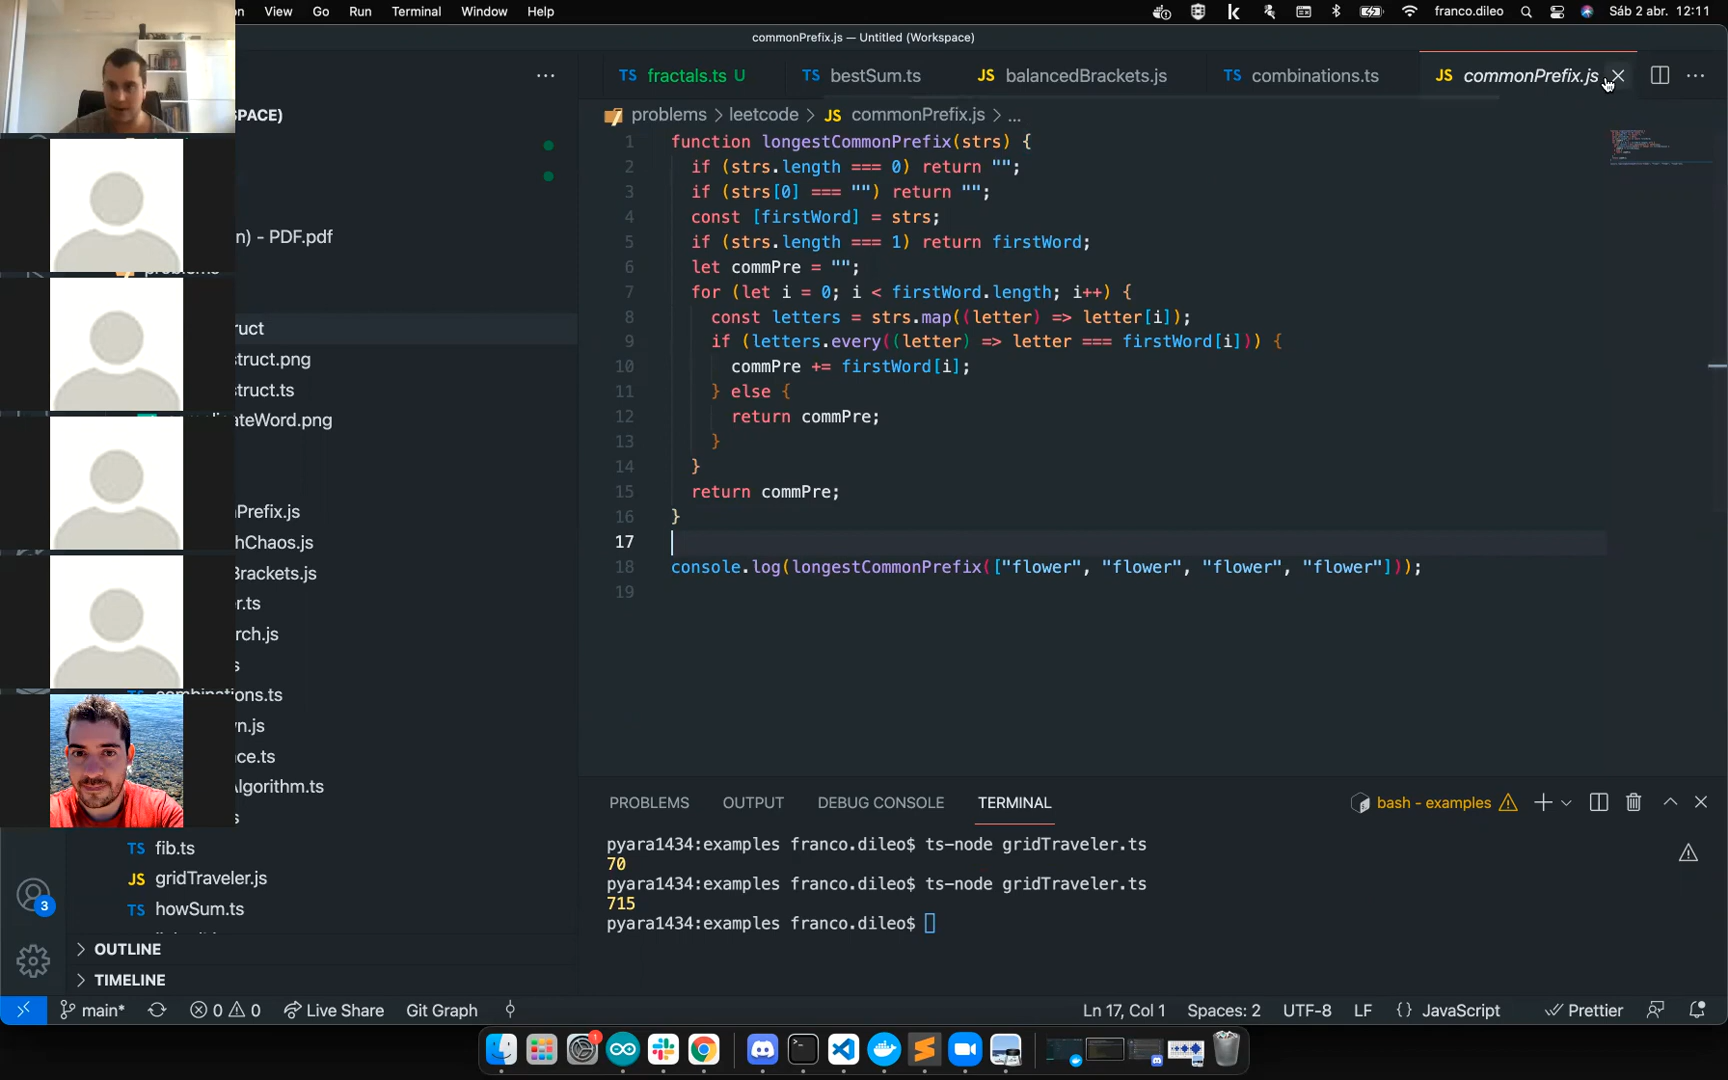 on View Go Run Terminal Window Help franco.dileo Sáb 2 abr. 12:11
commonPrefix.js — Untitled (Workspace)
TS fractals.ts U TS bestSum.ts JS balancedBrackets.js TS combinations.ts JS commonPrefix.js
PACE)
problems > leetcode > JS commonPrefix.js > ...
n) - PDF.pdf
problems
ruct
struct.png
struct.ts
ateWord.png
Prefix.js
hChaos.js
Brackets.js
r.ts
rch.js
s
combinations.ts
n.js
ce.ts
lgorithm.ts
s
TS fib.ts
JS gridTraveler.js
TS howSum.ts
OUTLINE
TIMELINE
1 function longestCommonPrefix(strs) {
2 if (strs.length === 0) return "";
3 if (strs[0] === "") return "";
4 const [firstWord] = strs;
5 if (strs.length === 1) return firstWord;
6 let commPre = "";
7 for (let i = 0; i < firstWord.length; i++) {
8 const letters = strs.map((letter) => letter[i]);
9 if (letters.every((letter) => letter === firstWord[i])) {
10 commPre += firstWord[i];
11 } else {
12 return commPre;
13 }
14 }
15 return commPre;
16 }
17
18 console.log(longestCommonPrefix(["flower", "flower", "flower", "flower"]));
19
PROBLEMS OUTPUT DEBUG CONSOLE TERMINAL bash - examples
pyara1434:examples franco.dileo$ ts-node gridTraveler.ts
70
pyara1434:examples franco.dileo$ ts-node gridTraveler.ts
715
pyara1434:examples franco.dileo$
3
main* 0 0 Live Share Git Graph Ln 17, Col 1 Spaces: 2 UTF-8 LF {} JavaScript Prettier
1